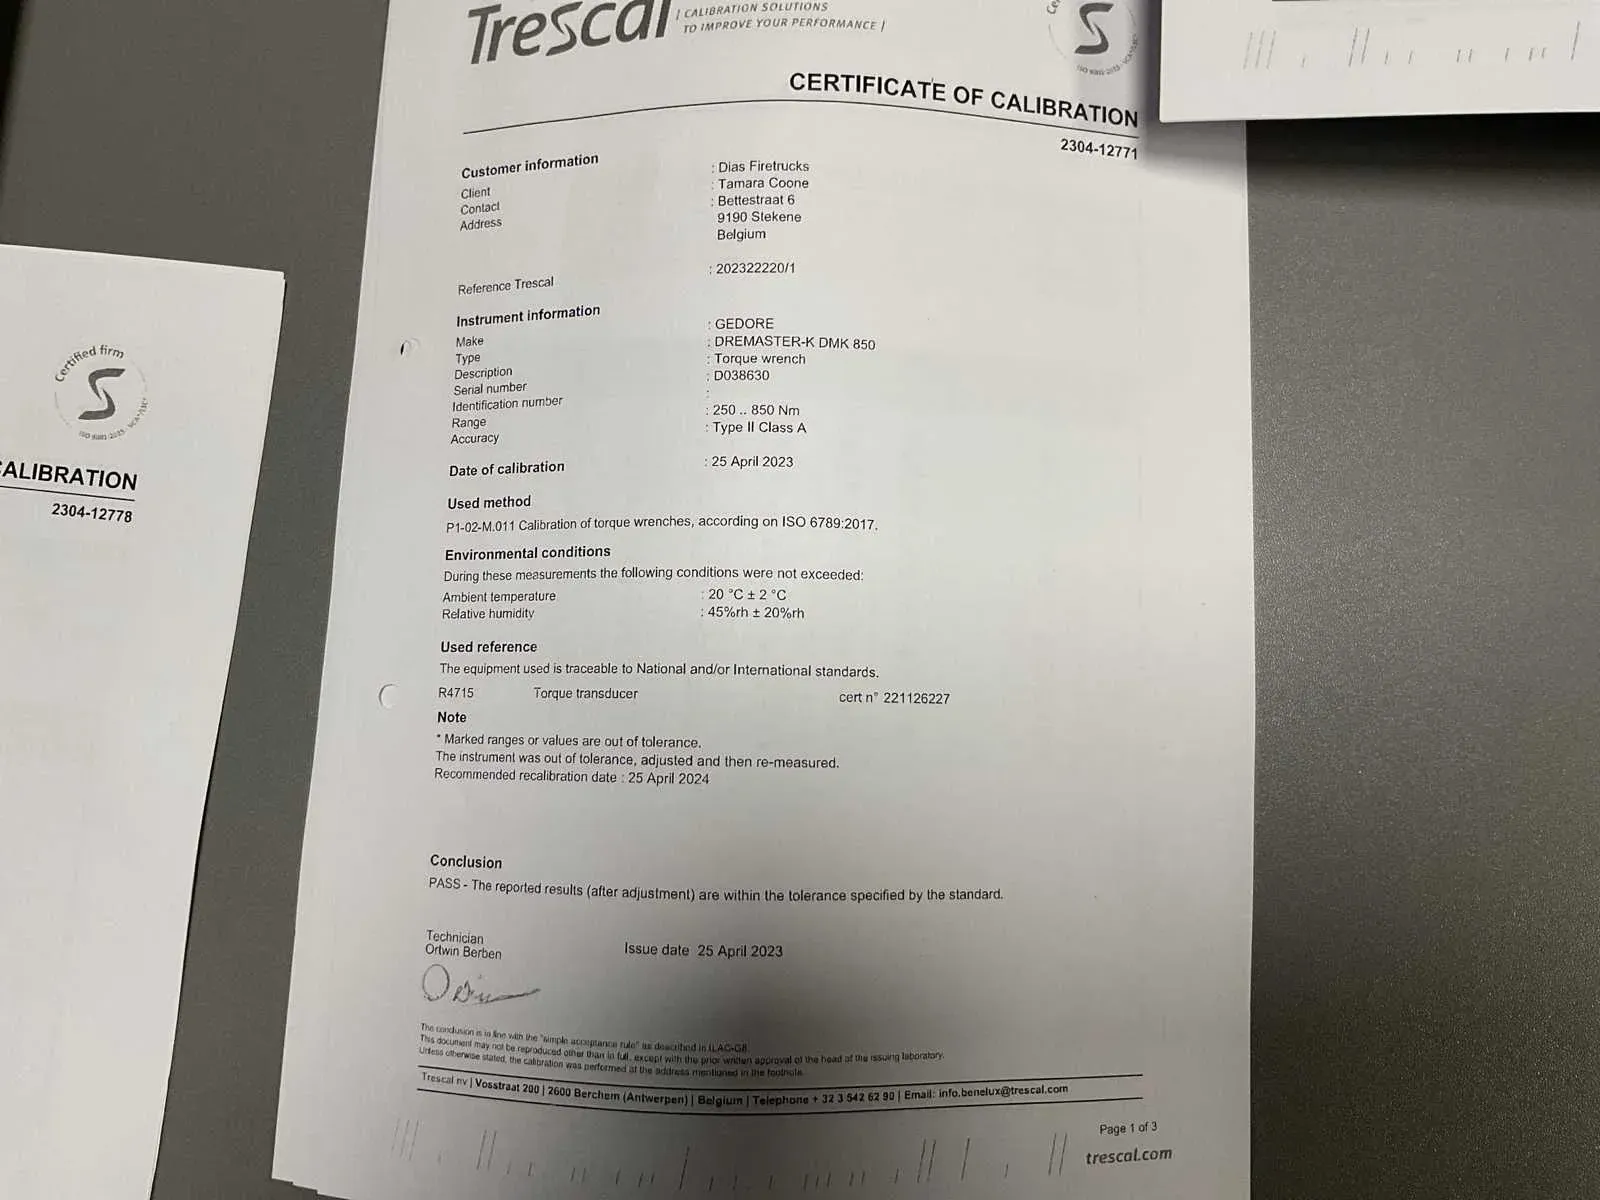 Trescal
| CALIBRATION SOLUTIONS
TO IMPROVE YOUR PERFORMANCE |
CERTIFICATE OF CALIBRATION
2304-12771
Customer information
Client : Dias Firetrucks
Contact : Tamara Coone
Address : Bettestraat 6
9190 Stekene
Belgium
Reference Trescal : 202322220/1
Instrument information
Make : GEDORE
Type : DREMASTER-K DMK 850
Description : Torque wrench
Serial number : D038630
Identification number :
Range : 250 .. 850 Nm
Accuracy : Type II Class A
Date of calibration : 25 April 2023
Used method
P1-02-M.011 Calibration of torque wrenches, according on ISO 6789:2017.
Environmental conditions
During these measurements the following conditions were not exceeded:
Ambient temperature : 20 °C ± 2 °C
Relative humidity : 45%rh ± 20%rh
Used reference
The equipment used is traceable to National and/or International standards.
R4715 Torque transducer cert n° 221126227
Note
* Marked ranges or values are out of tolerance.
The instrument was out of tolerance, adjusted and then re-measured.
Recommended recalibration date : 25 April 2024
Conclusion
PASS - The reported results (after adjustment) are within the tolerance specified by the standard.
Technician
Ortwin Berben
Issue date 25 April 2023
The conclusion is in line with the "simple acceptance rule" as described in ILAC-G8.
This document may not be reproduced other than in full, except with the prior written approval of the head of the issuing laboratory.
Unless otherwise stated, the calibration was performed at the address mentioned in the footnote.
Trescal nv | Vosstraat 200 | 2600 Berchem (Antwerpen) | Belgium | Telephone + 32 3 542 62 90 | Email: info.benelux@trescal.com
Page 1 of 3
trescal.com
Certified firm
S
ALIBRATION
2304-12778